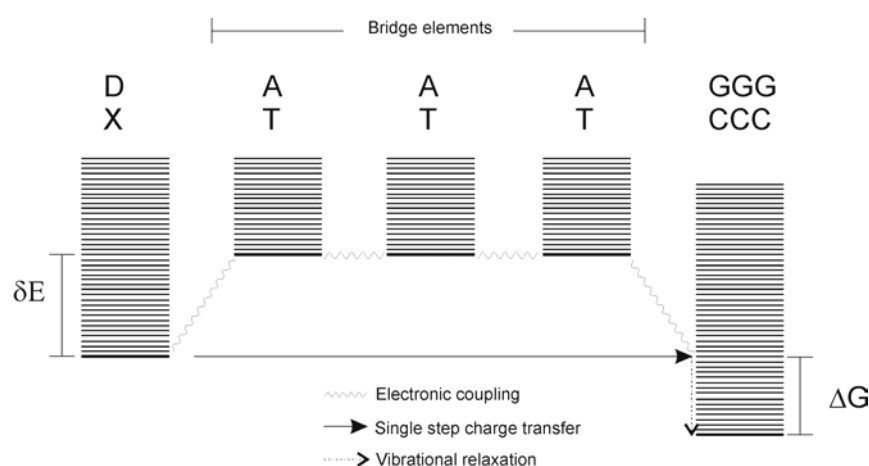 Bridge elements
D A A A GGG
X T T T CCC
δE
ΔG
Electronic coupling
Single step charge transfer
Vibrational relaxation